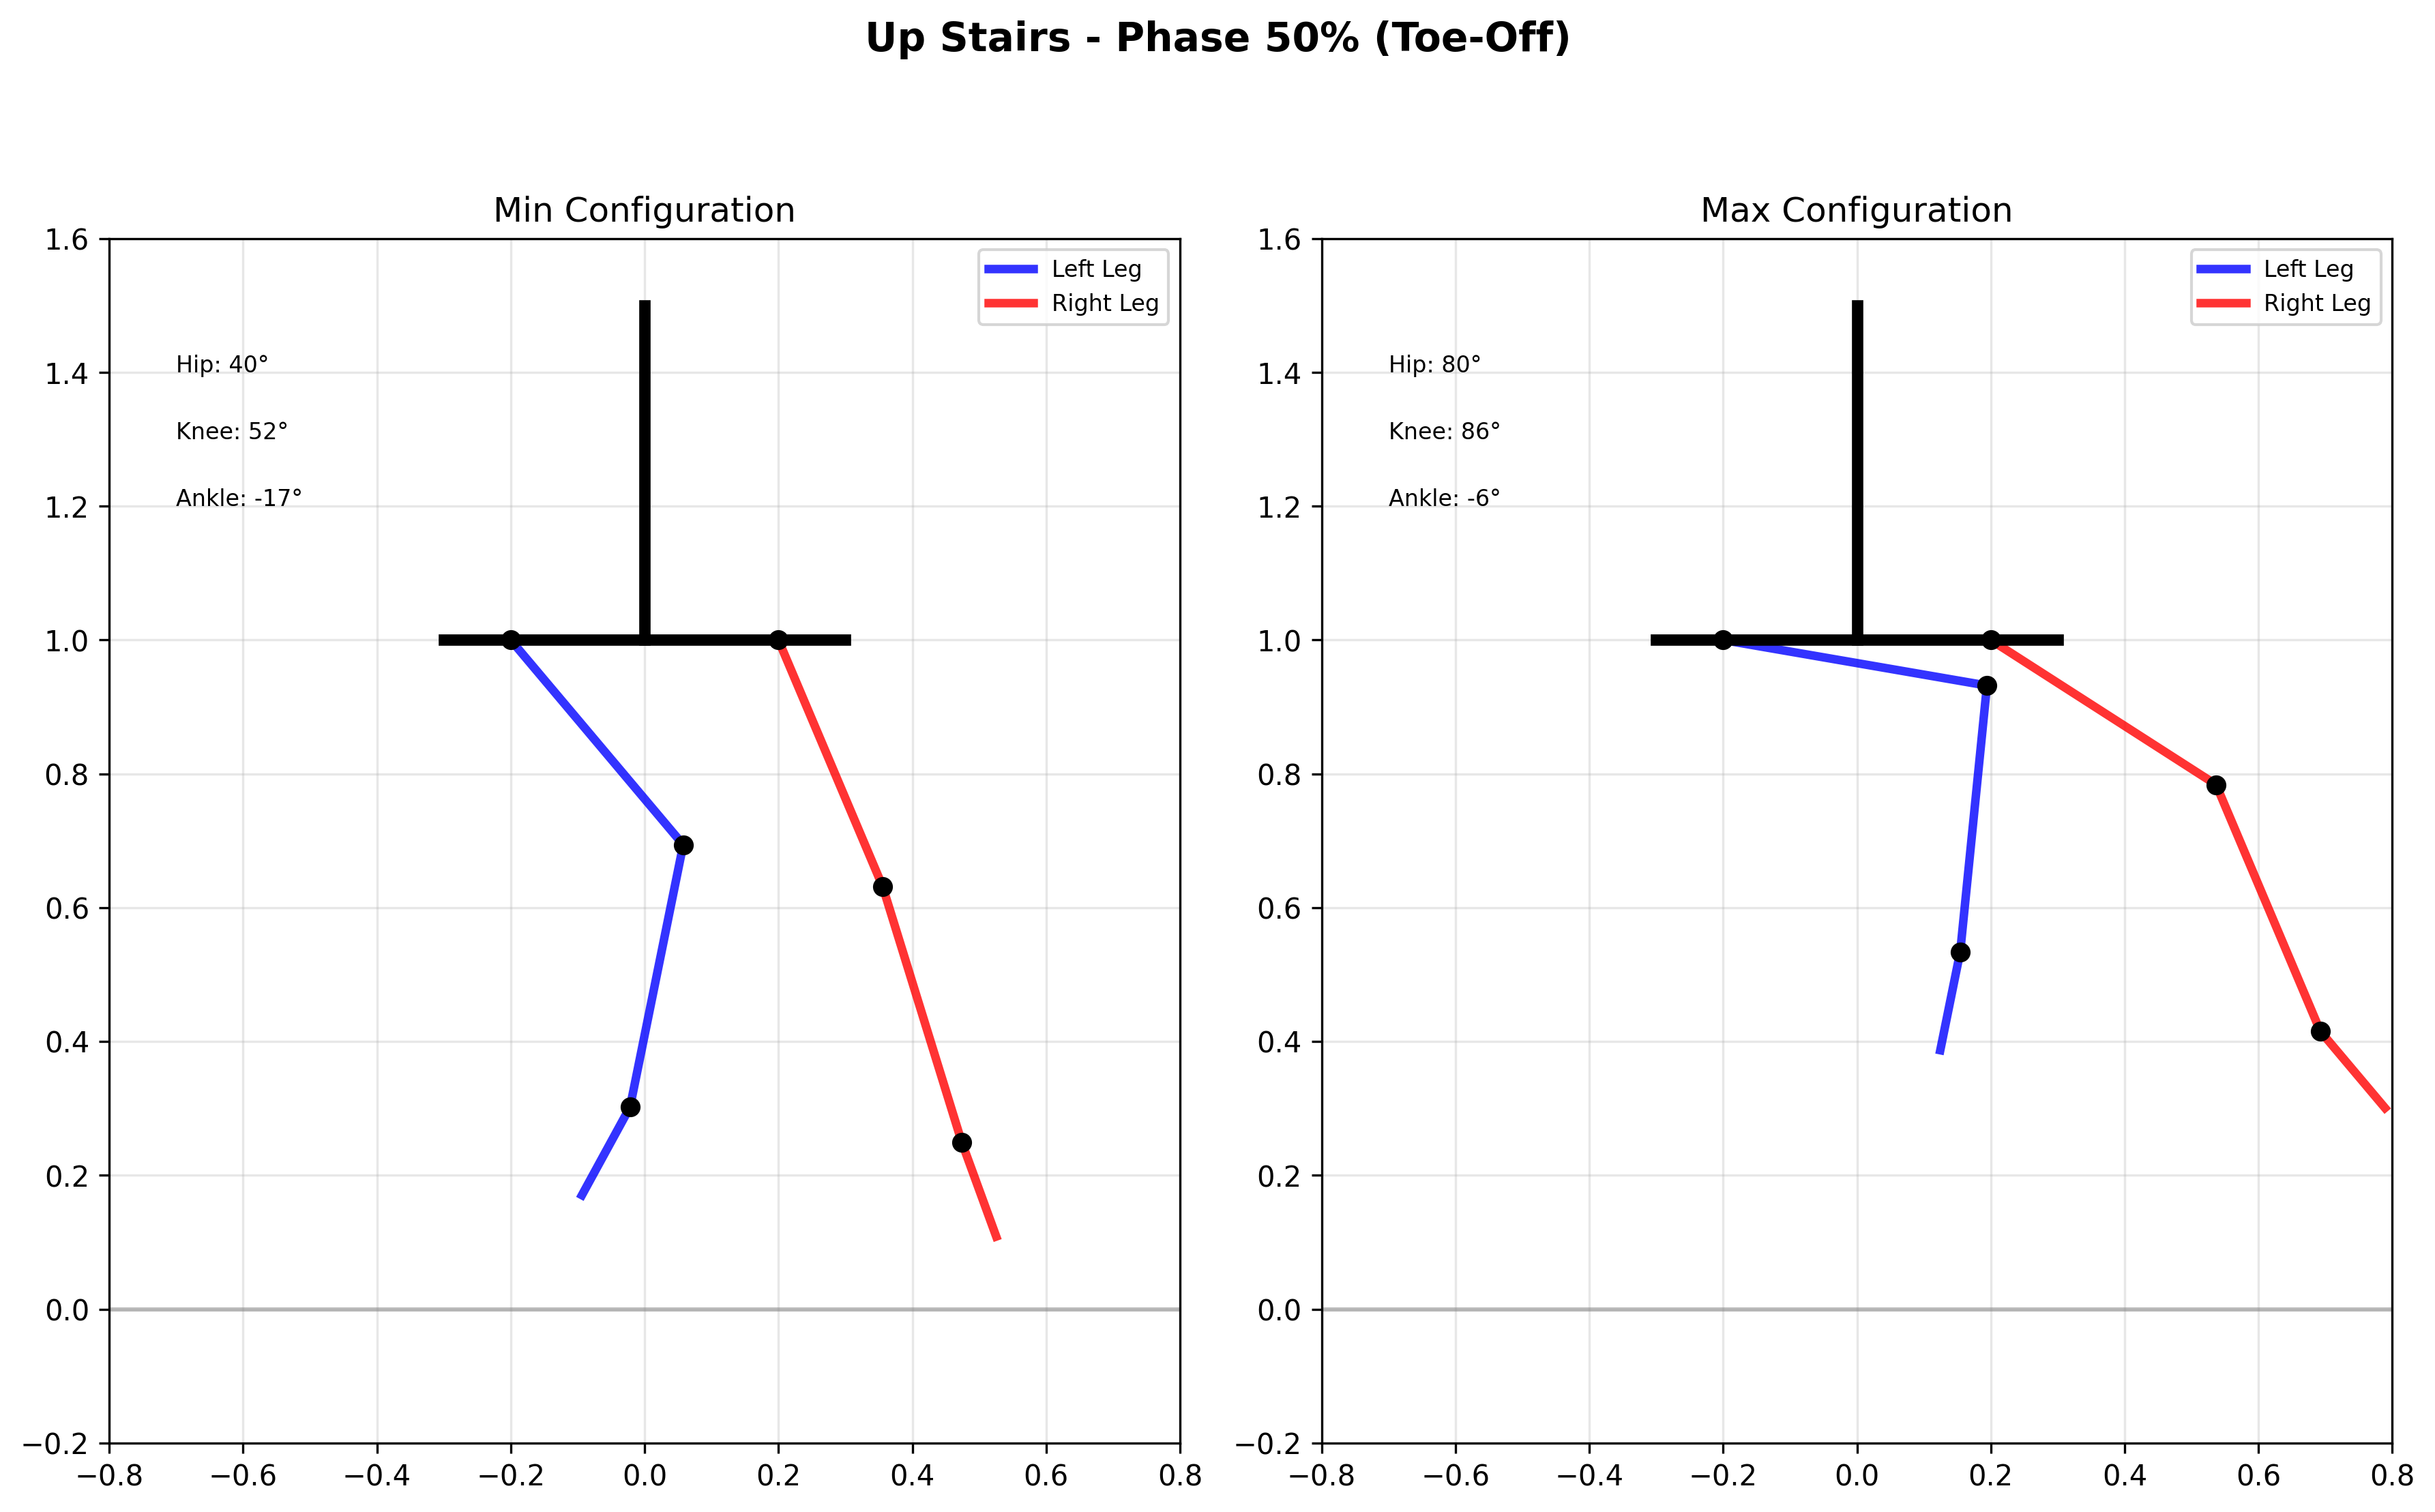 Up Stairs - Phase 50% (Toe-Off)
Min Configuration
1.6
1.4
1.2
1.0
0.8
0.6
0.4
0.2
0.0
−0.2
Hip: 40°
Knee: 52°
Ankle: -17°
Left Leg
Right Leg
−0.8 −0.6 −0.4 −0.2 0.0 0.2 0.4 0.6 0.8
Max Configuration
1.6
1.4
1.2
1.0
0.8
0.6
0.4
0.2
0.0
−0.2
Hip: 80°
Knee: 86°
Ankle: -6°
Left Leg
Right Leg
−0.8 −0.6 −0.4 −0.2 0.0 0.2 0.4 0.6 0.8